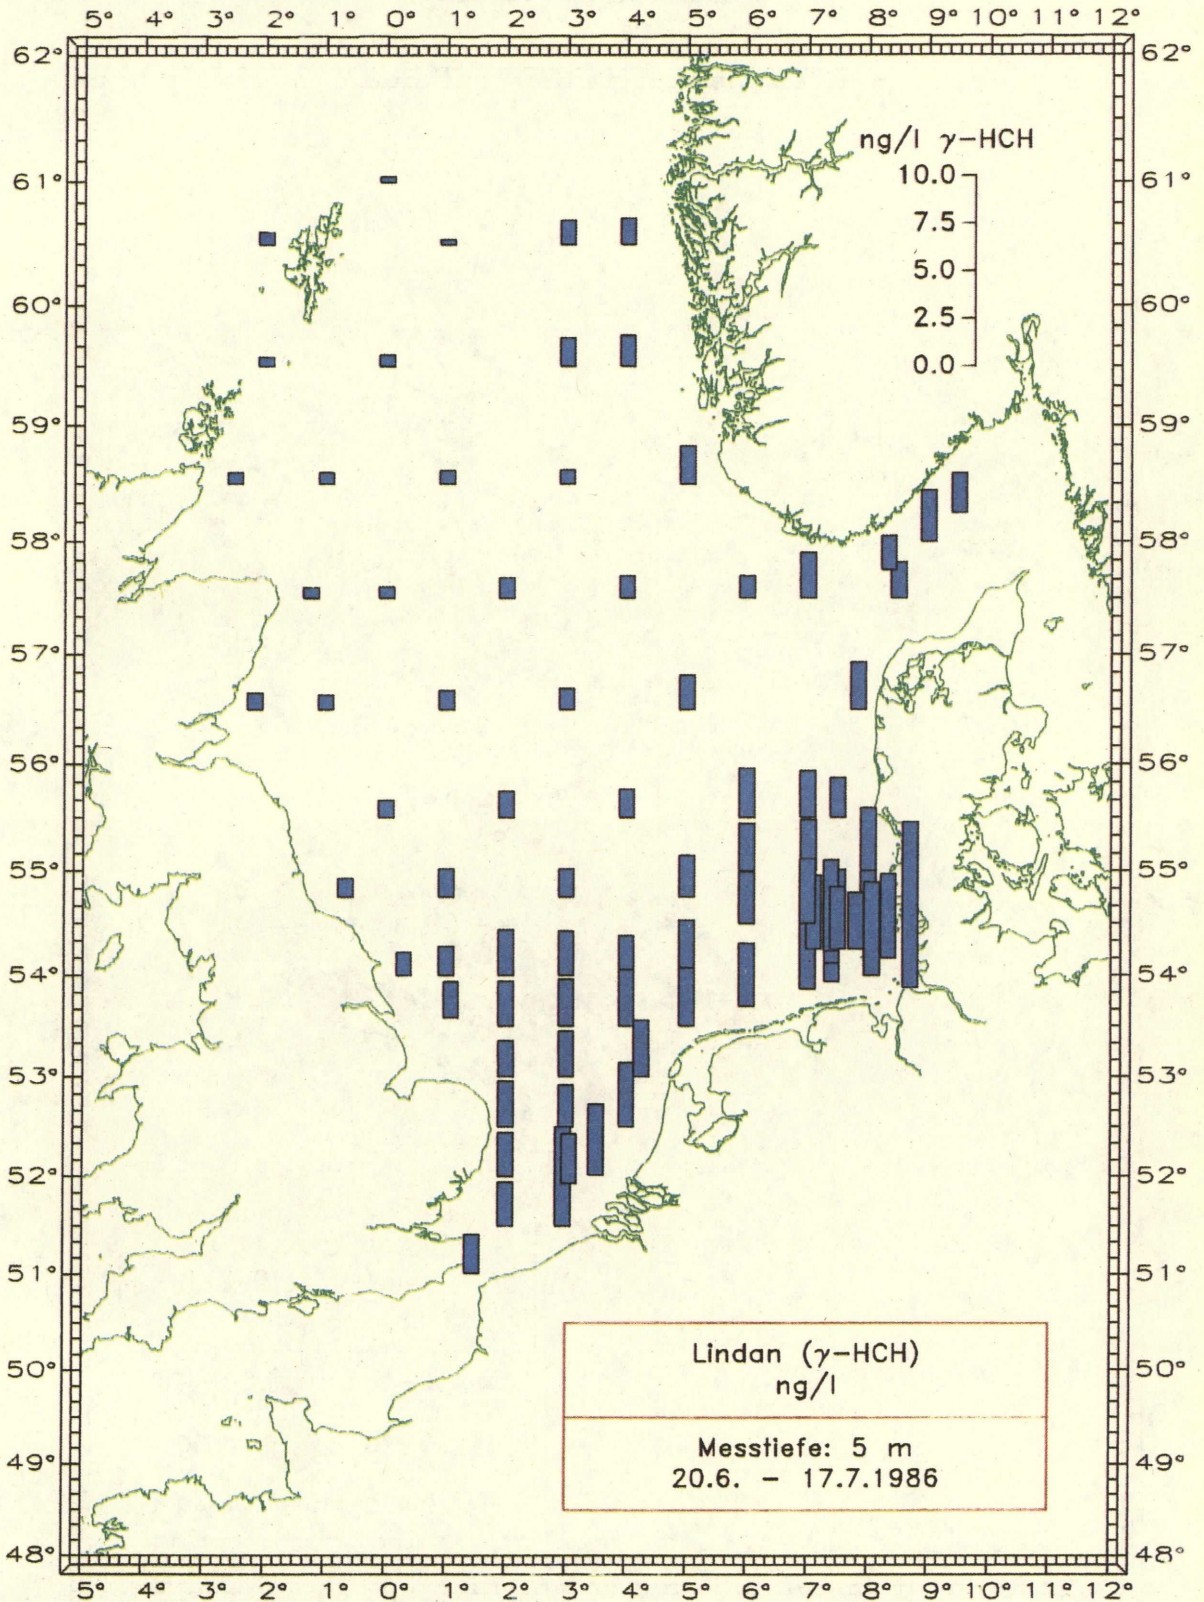 5° 4° 3° 2° 1° 0° 1° 2° 3° 4° 5° 6° 7° 8° 9° 10° 11° 12°
62° 62°
ng/l γ-HCH
10.0
61° 61°
7.5
5.0
60° 60°
2.5
0.0
59° 59°
58° 58°
57° 57°
56° 56°
55° 55°
54° 54°
53° 53°
52° 52°
51° 51°
Lindan (γ-HCH)
ng/l
50° 50°
Messtiefe: 5 m
20.6. - 17.7.1986
49° 49°
48° 48°
5° 4° 3° 2° 1° 0° 1° 2° 3° 4° 5° 6° 7° 8° 9° 10° 11° 12°